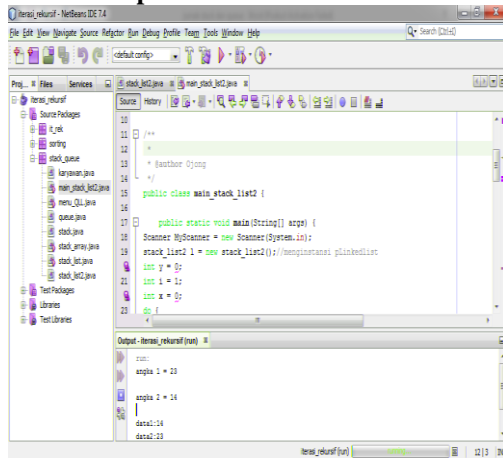 iterasi_rekursif - NetBeans IDE 7.4
File Edit View Navigate Source Refactor Run Debug Profile Team Tools Window Help
Search (Ctrl+I)
<default config>
Proj... Files Services
stack_list2.java main_stack_list2.java
iterasi_rekursif
Source Packages
it_rek
sorting
stack_queue
karyawan.java
main_stack_list2.java
menu_QLL.java
queue.java
stack.java
stack_array.java
stack_list.java
stack_list2.java
Test Packages
Libraries
Test Libraries
Source History
10
11 /**
12 *
13 * @author Ojong
14 */
15 public class main_stack_list2 {
16
17 public static void main(String[] args) {
18 Scanner MyScanner = new Scanner(System.in);
19 stack_list2 l = new stack_list2();//menginstansi plinkedlist
int y = 0;
21 int i = 1;
int x = 0;
23 do {
Output - iterasi_rekursif (run)
run:
angka 1 = 23
angka 2 = 14
data1:14
data2:23
iterasi_rekursif (run)
12 | 3